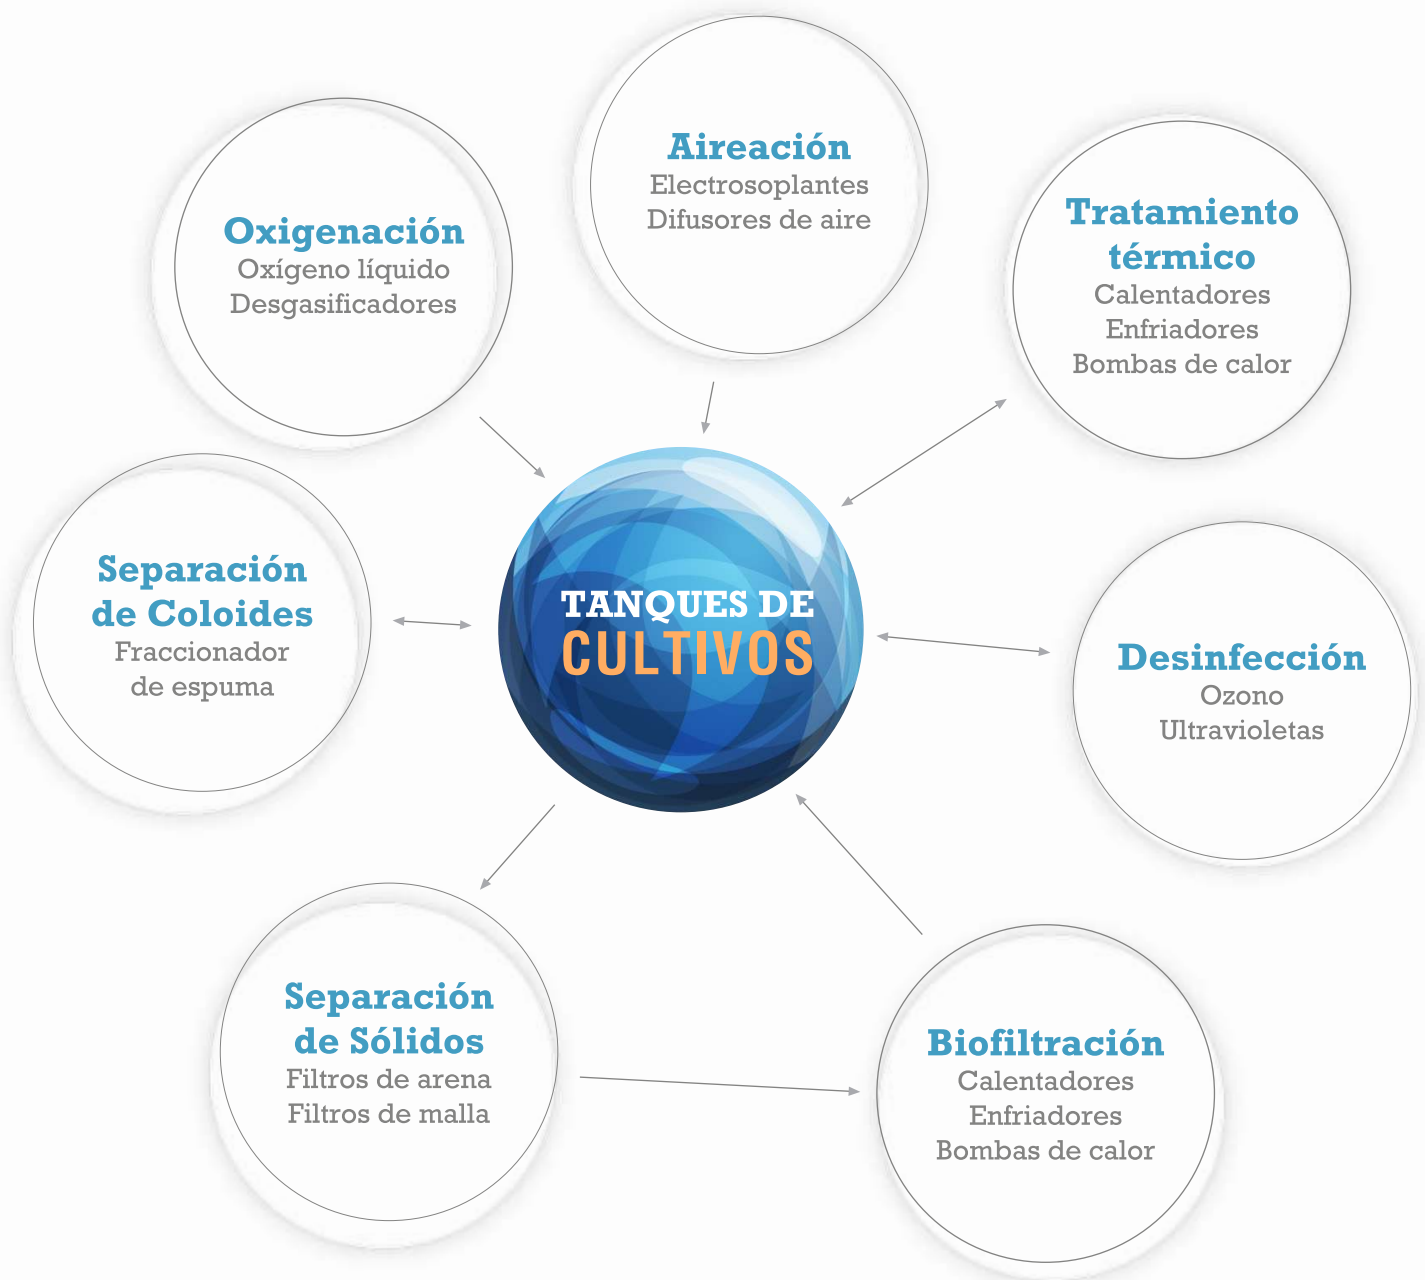 Aireación
Electrosoplantes
Difusores de aire
Oxigenación
Oxígeno líquido
Desgasificadores
Tratamiento
térmico
Calentadores
Enfriadores
Bombas de calor
Separación
de Coloides
Fraccionador
de espuma
TANQUES DE
CULTIVOS
Desinfección
Ozono
Ultravioletas
Separación
de Sólidos
Filtros de arena
Filtros de malla
Biofiltración
Calentadores
Enfriadores
Bombas de calor